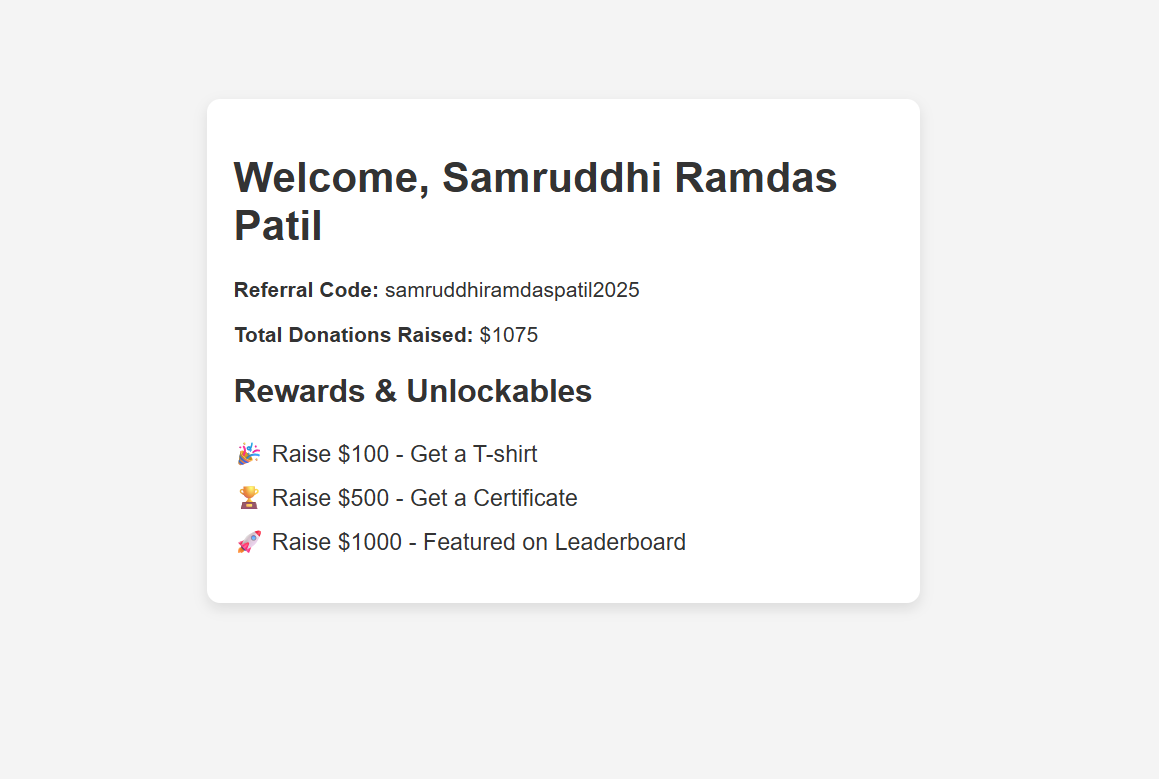 Welcome, Samruddhi Ramdas
Patil
Referral Code: samruddhiramdaspatil2025
Total Donations Raised: $1075
Rewards & Unlockables
🎉 Raise $100 - Get a T-shirt
🏆 Raise $500 - Get a Certificate
🚀 Raise $1000 - Featured on Leaderboard